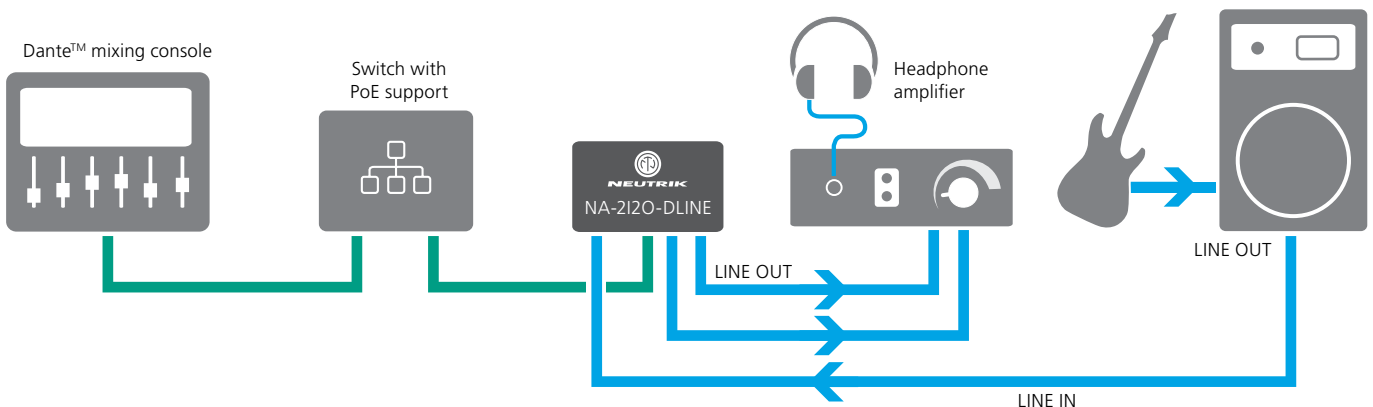 Dante™ mixing console
Switch with
PoE support
NEUTRIK
NA-2I2O-DLINE
Headphone
amplifier
LINE OUT
LINE OUT
LINE IN